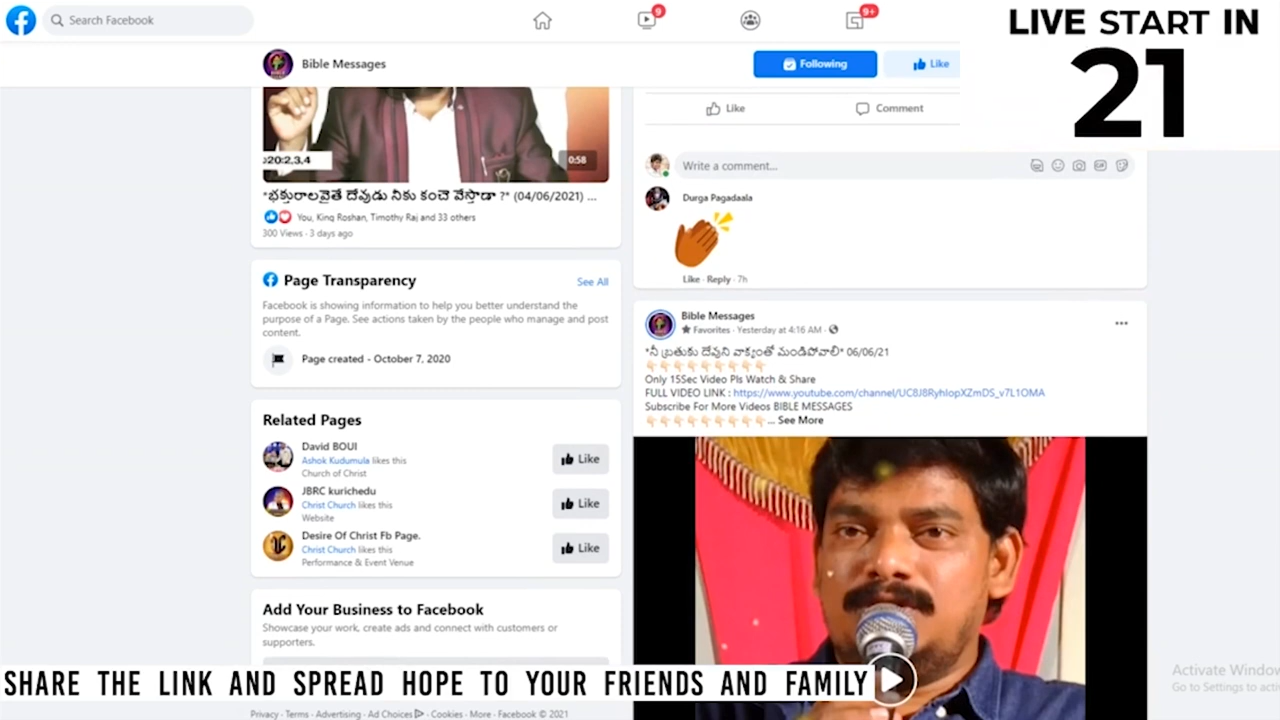 Search Facebook
9
9+
LIVE START IN
21
Bible Messages
Following
Like
020:2,3,4
0:58
*భక్తురాలవైతే దేవుడు నీకు కంచె వేస్తాడా ?* (04/06/2021) ...
You, King Roshan, Timothy Raj and 33 others
300 Views · 3 days ago
Page Transparency
See All
Facebook is showing information to help you better understand the
purpose of a Page. See actions taken by the people who manage and post
content.
Page created - October 7, 2020
Related Pages
David BOUI
Ashok Kudumula likes this
Church of Christ
Like
JBRC kurichedu
Christ Church likes this
Website
Like
Desire Of Christ Fb Page.
Christ Church likes this
Performance & Event Venue
Like
Add Your Business to Facebook
Showcase your work, create ads and connect with customers or
supporters.
Like
Comment
Write a comment...
Durga Pagadaala
Like · Reply · 7h
Bible Messages
Favorites · Yesterday at 4:16 AM ·
*నీ బ్రతుకు దేవుని వాక్యంతో మండిపోవాలి* 06/06/21
Only 15Sec Video Pls Watch & Share
FULL VIDEO LINK : https://www.youtube.com/channel/UC8J8RyhIopXZmDS_v7L1OMA
Subscribe For More Videos BIBLE MESSAGES
... See More
SHARE THE LINK AND SPREAD HOPE TO YOUR FRIENDS AND FAMILY
Activate Window
Go to Settings to acti
Privacy · Terms · Advertising · Ad Choices · Cookies · More · Facebook © 2021